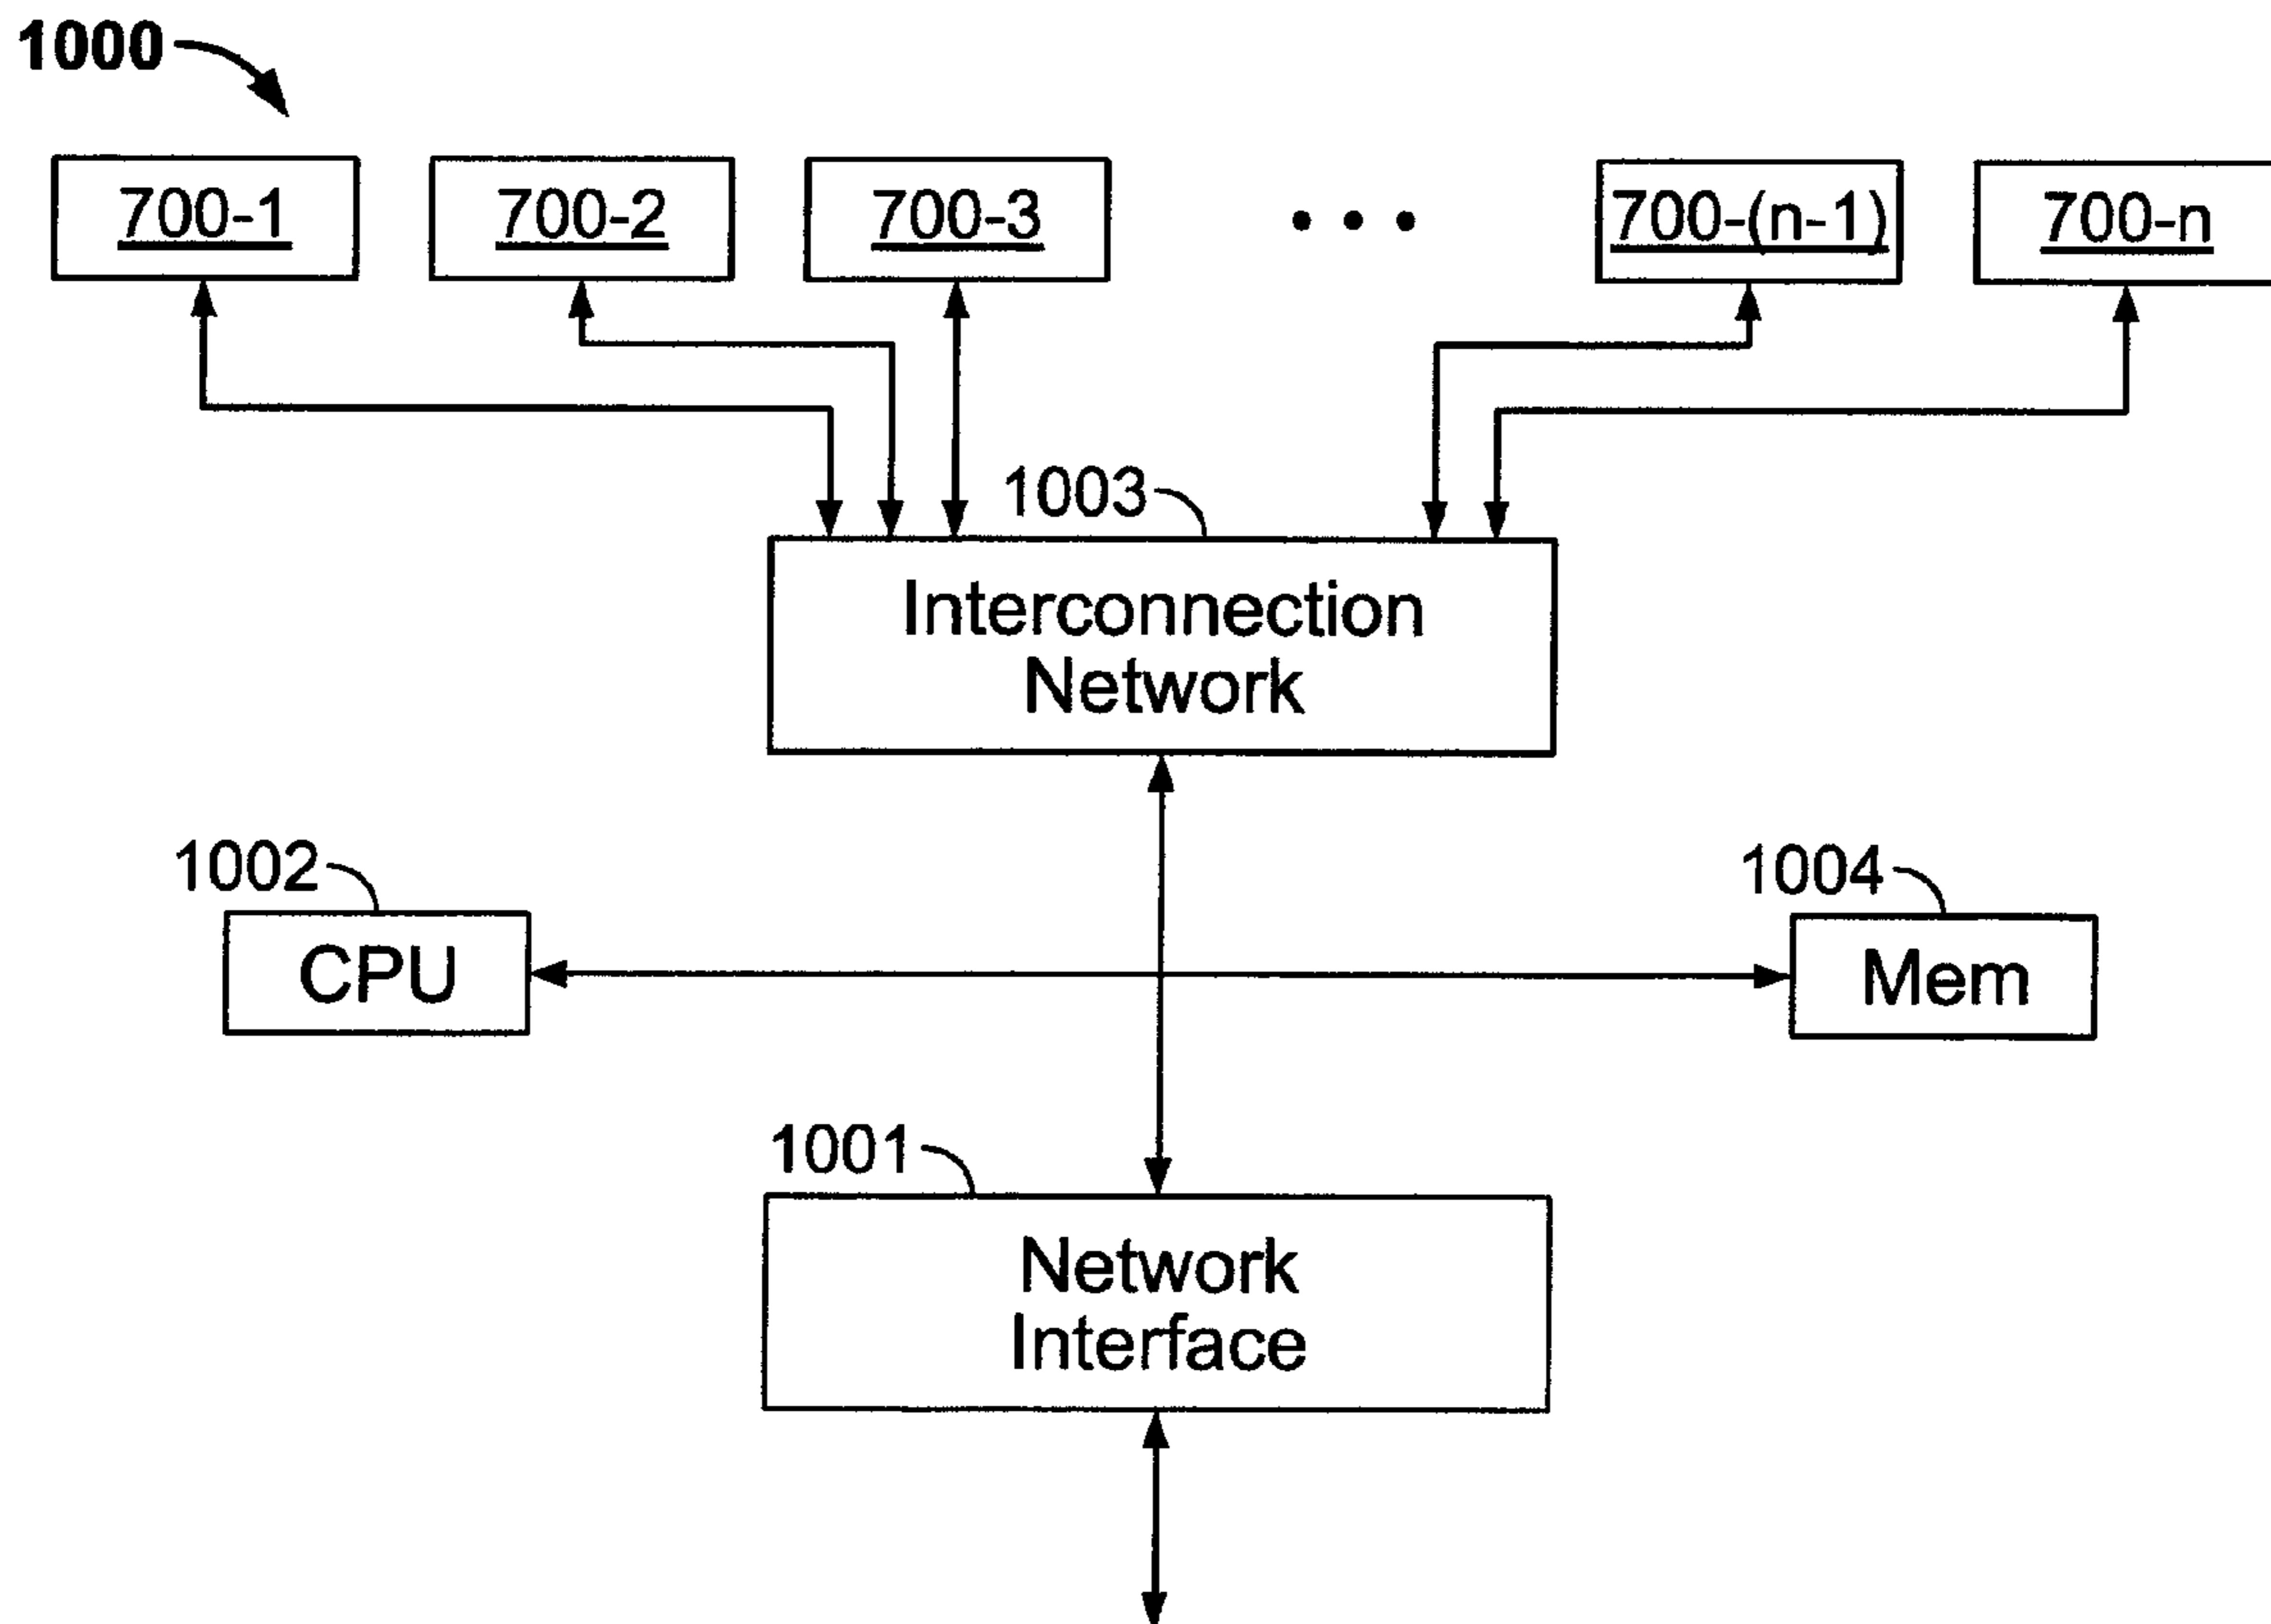 1000
700-1 700-2 700-3 • • • 700-(n-1) 700-n
1003
Interconnection
Network
1002
1004
CPU
Mem
1001
Network
Interface